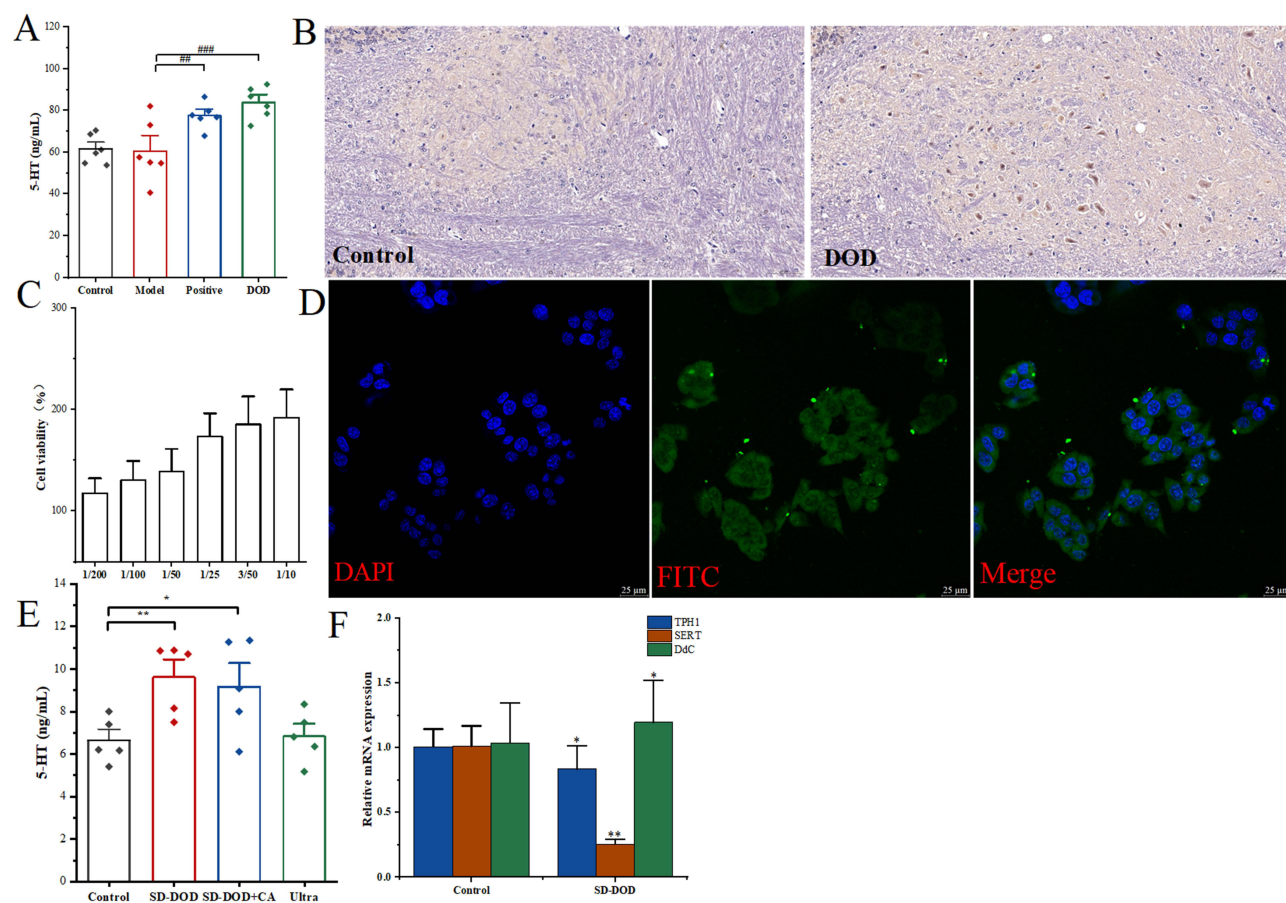 A
5-HT (ng/mL)
120
100
80
60
40
20
0
##
###
Control Model Positive DOD
B
Control
DOD
C
Cell viability（%）
300
200
100
1/200 1/100 1/50 1/25 3/50 1/10
D
DAPI
25 μm
FITC
25 μm
Merge
25 μm
E
5-HT (ng/mL)
14
12
10
8
6
4
2
0
*
**
Control SD-DOD SD-DOD+CA Ultra
F
Relative mRNA expression
2.0
1.5
1.0
0.5
0.0
TPH1
SERT
DdC
*
**
*
Control SD-DOD